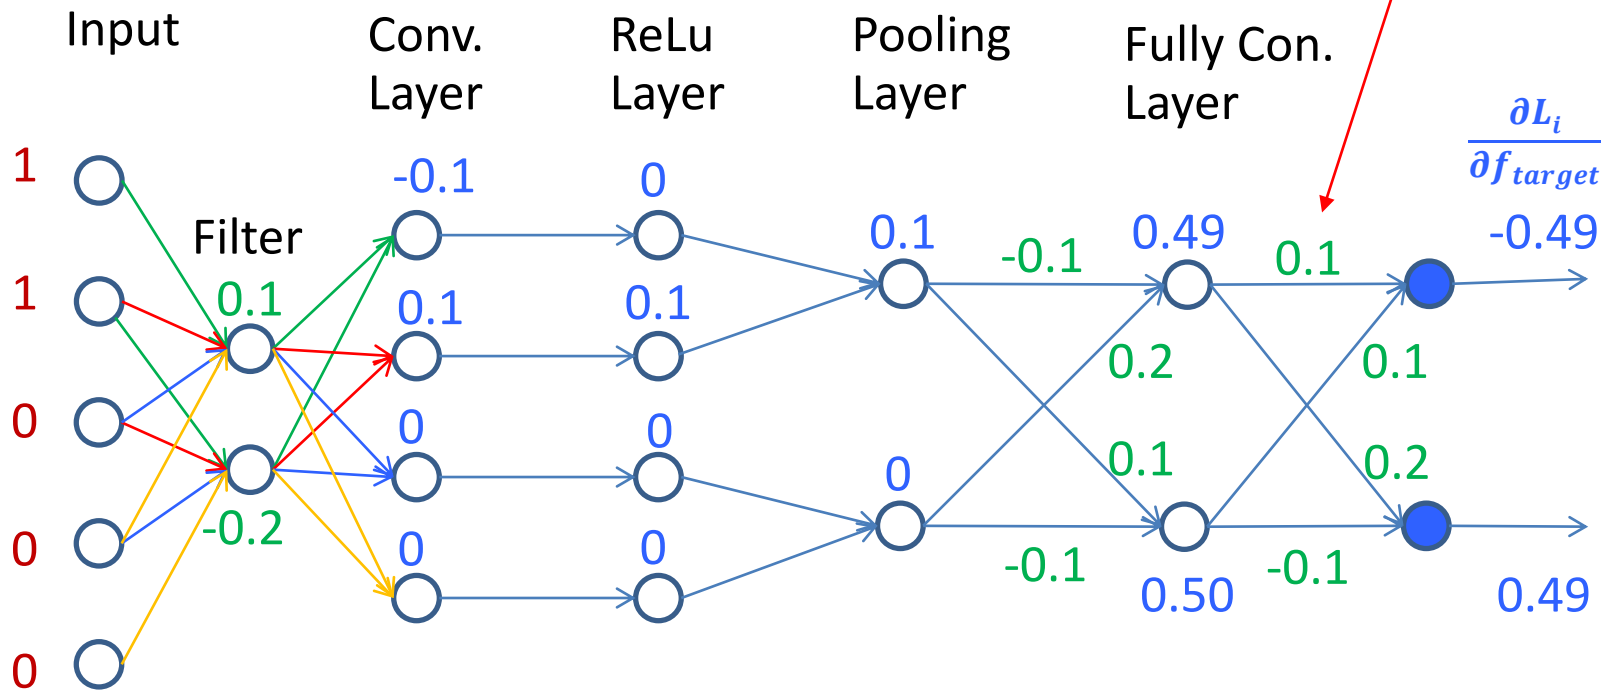 Input
Conv.
Layer
ReLu
Layer
Pooling
Layer
Fully Con.
Layer
∂L_i
∂f_target
1
1
0
0
0
Filter
0.1
-0.2
-0.1
0.1
0
0
0
0.1
0
0
0.1
0
-0.1
0.2
0.1
-0.1
0.49
0.50
0.1
0.1
0.2
-0.1
-0.49
0.49